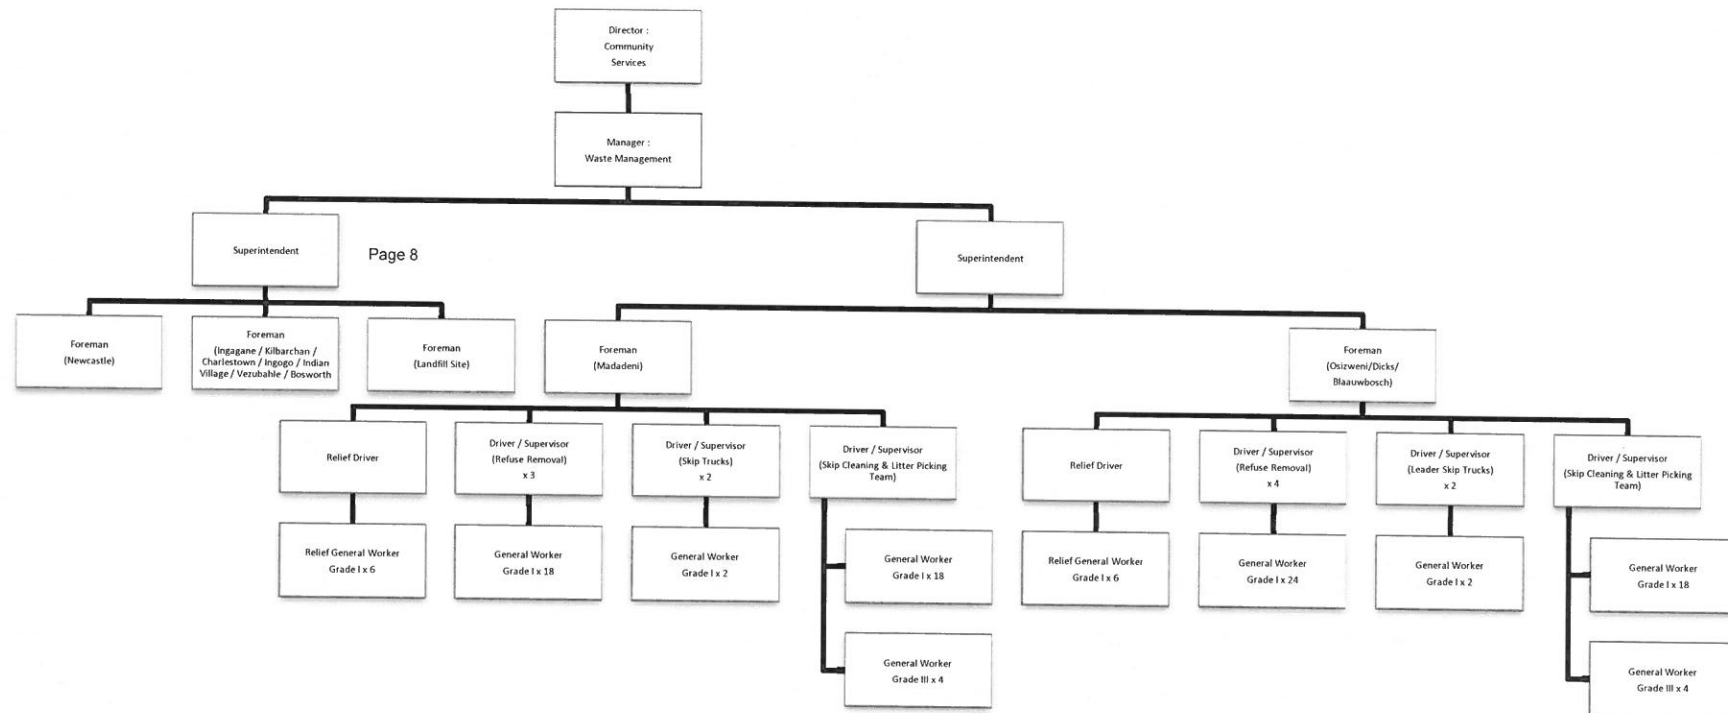 Director :
Community
Services
Manager :
Waste Management
Superintendent
Page 8
Superintendent
Foreman
(Newcastle)
Foreman
(Ingagane / Kilbarchan /
Charlestown / Ingogo / Indian
Village / Vezubahle / Bosworth
Foreman
(Landfill Site)
Foreman
(Madadeni)
Foreman
(Osizweni/Dicks/
Blaauwbosch)
Relief Driver
Driver / Supervisor
(Refuse Removal)
x 3
Driver / Supervisor
(Skip Trucks)
x 2
Driver / Supervisor
(Skip Cleaning & Litter Picking
Team)
Relief Driver
Driver / Supervisor
(Refuse Removal)
x 4
Driver / Supervisor
(Leader Skip Trucks)
x 2
Driver / Supervisor
(Skip Cleaning & Litter Picking
Team)
Relief General Worker
Grade I x 6
General Worker
Grade I x 18
General Worker
Grade I x 2
General Worker
Grade I x 18
General Worker
Grade III x 4
Relief General Worker
Grade I x 6
General Worker
Grade I x 24
General Worker
Grade I x 2
General Worker
Grade I x 18
General Worker
Grade III x 4